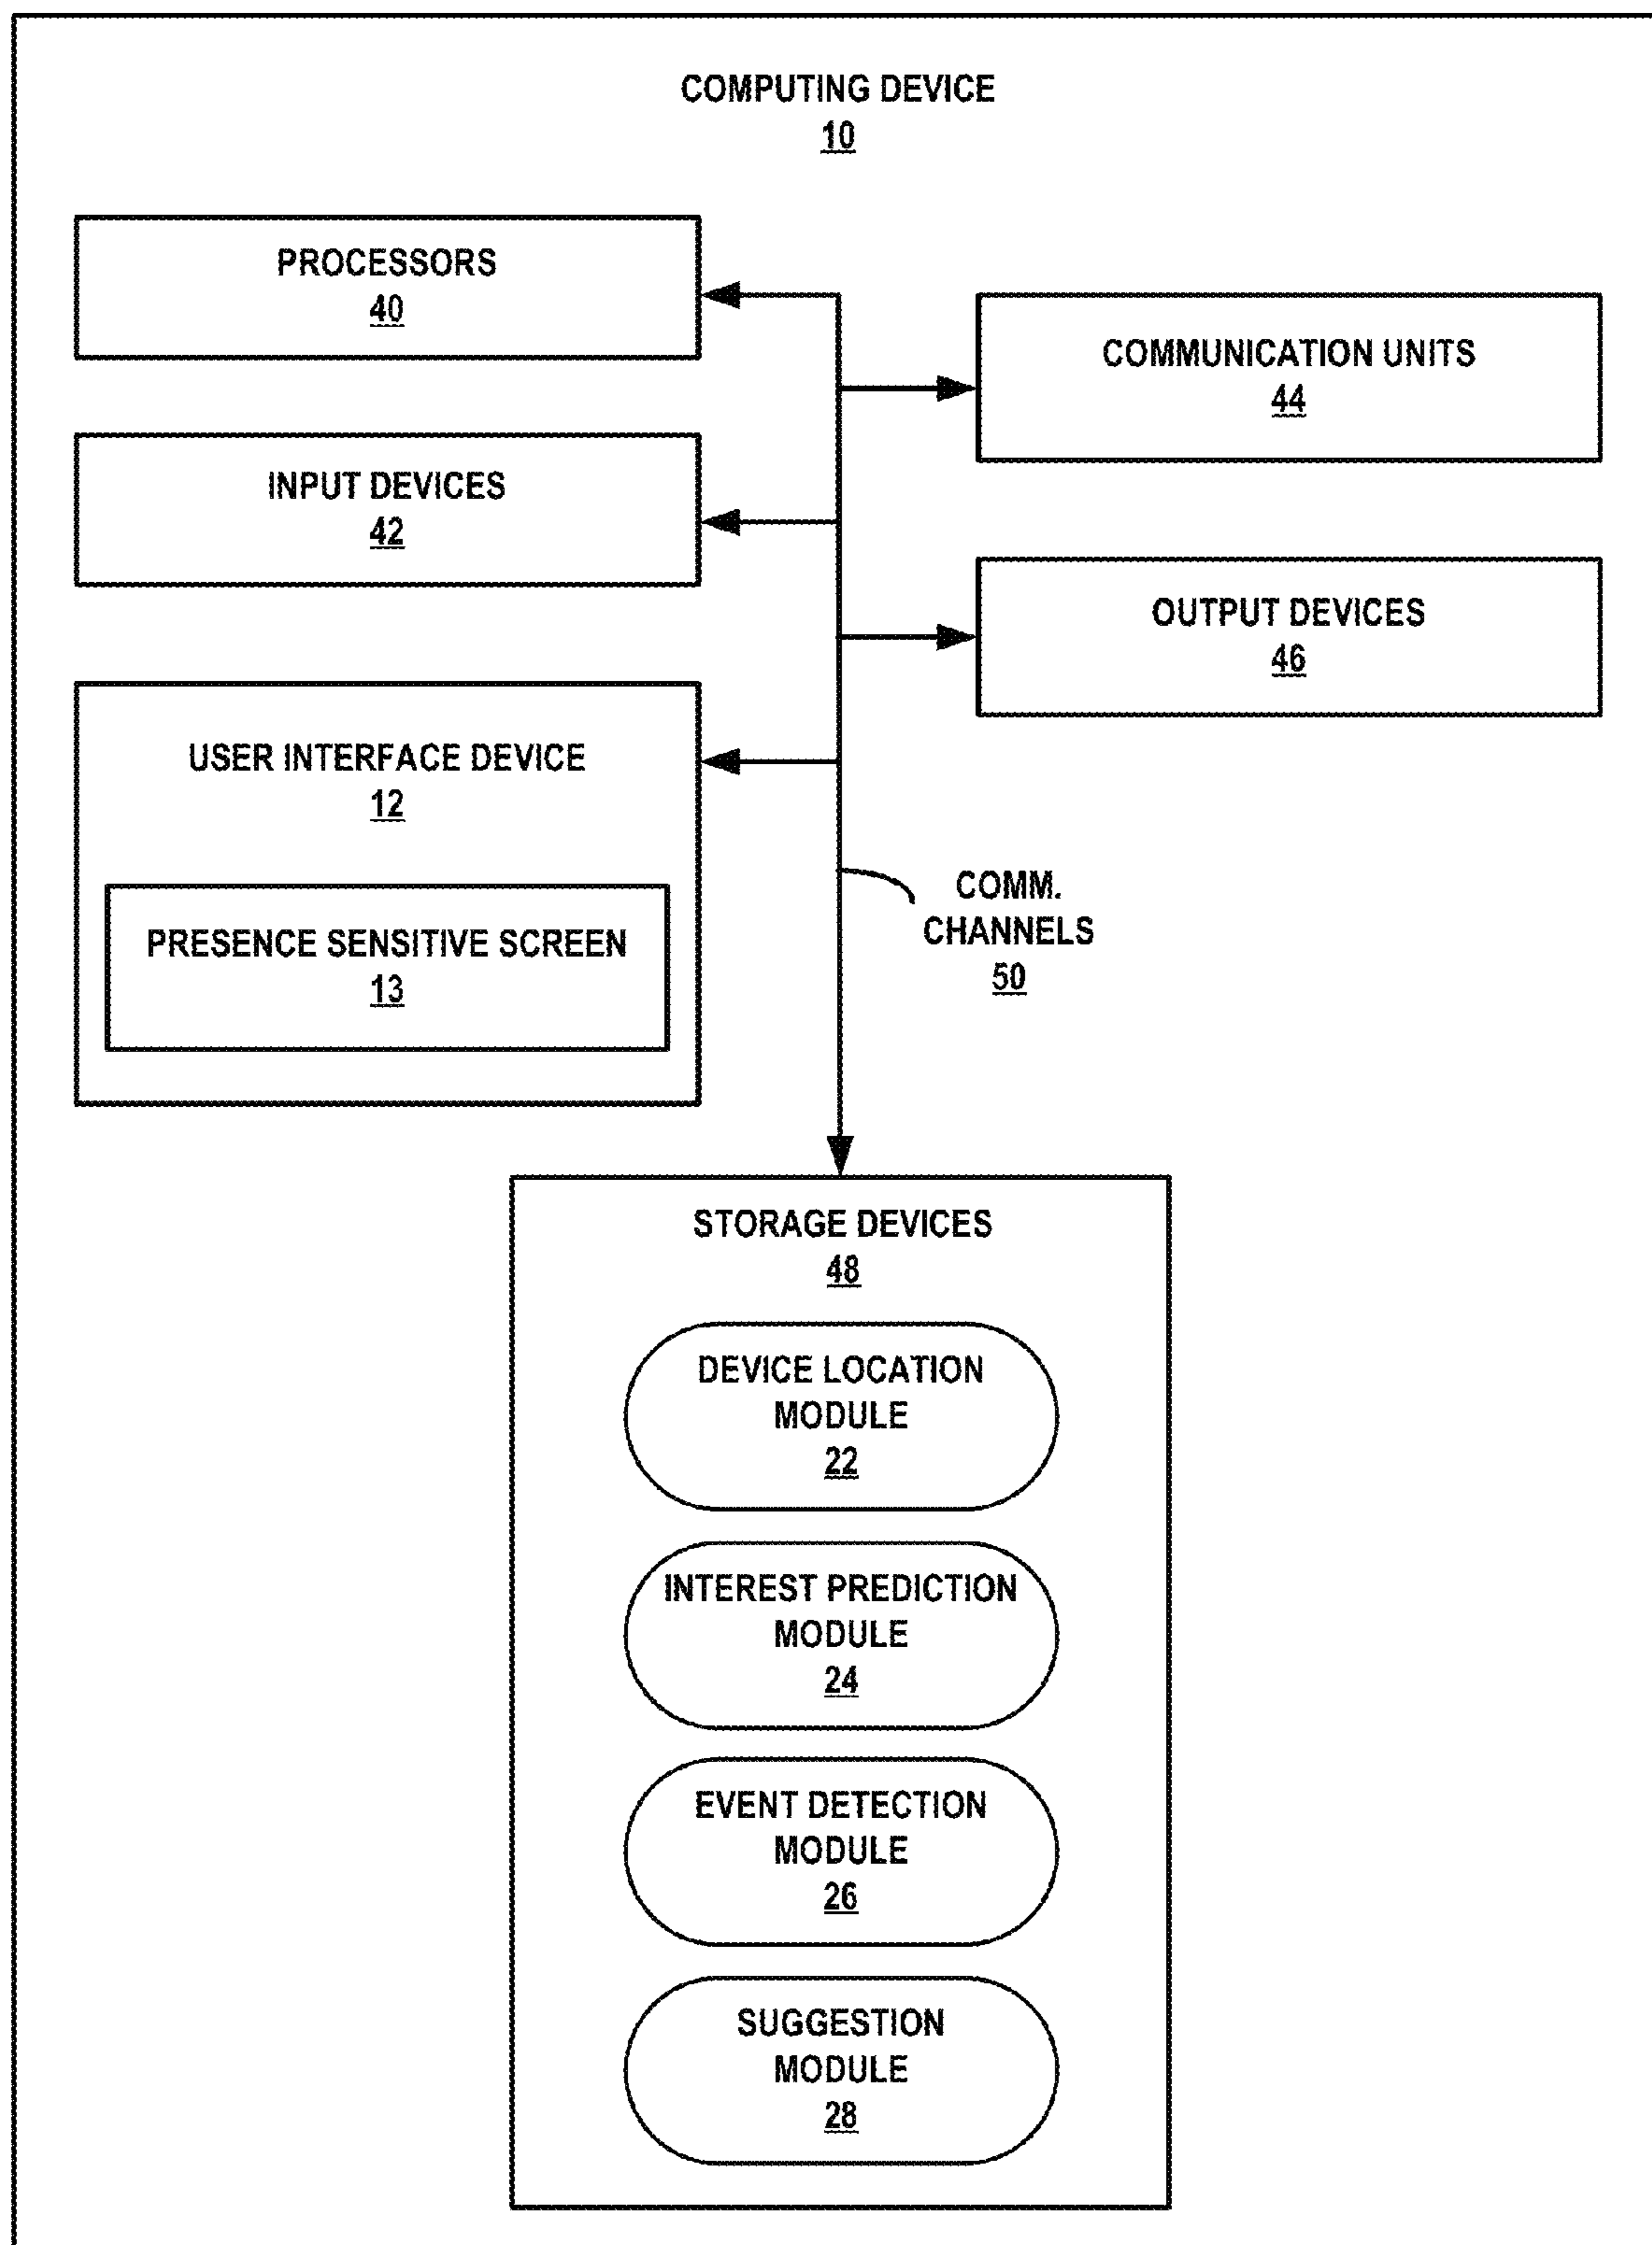 COMPUTING DEVICE
10
PROCESSORS
40
COMMUNICATION UNITS
44
INPUT DEVICES
42
OUTPUT DEVICES
46
USER INTERFACE DEVICE
12
PRESENCE SENSITIVE SCREEN
13
COMM.
CHANNELS
50
STORAGE DEVICES
48
DEVICE LOCATION
MODULE
22
INTEREST PREDICTION
MODULE
24
EVENT DETECTION
MODULE
26
SUGGESTION
MODULE
28